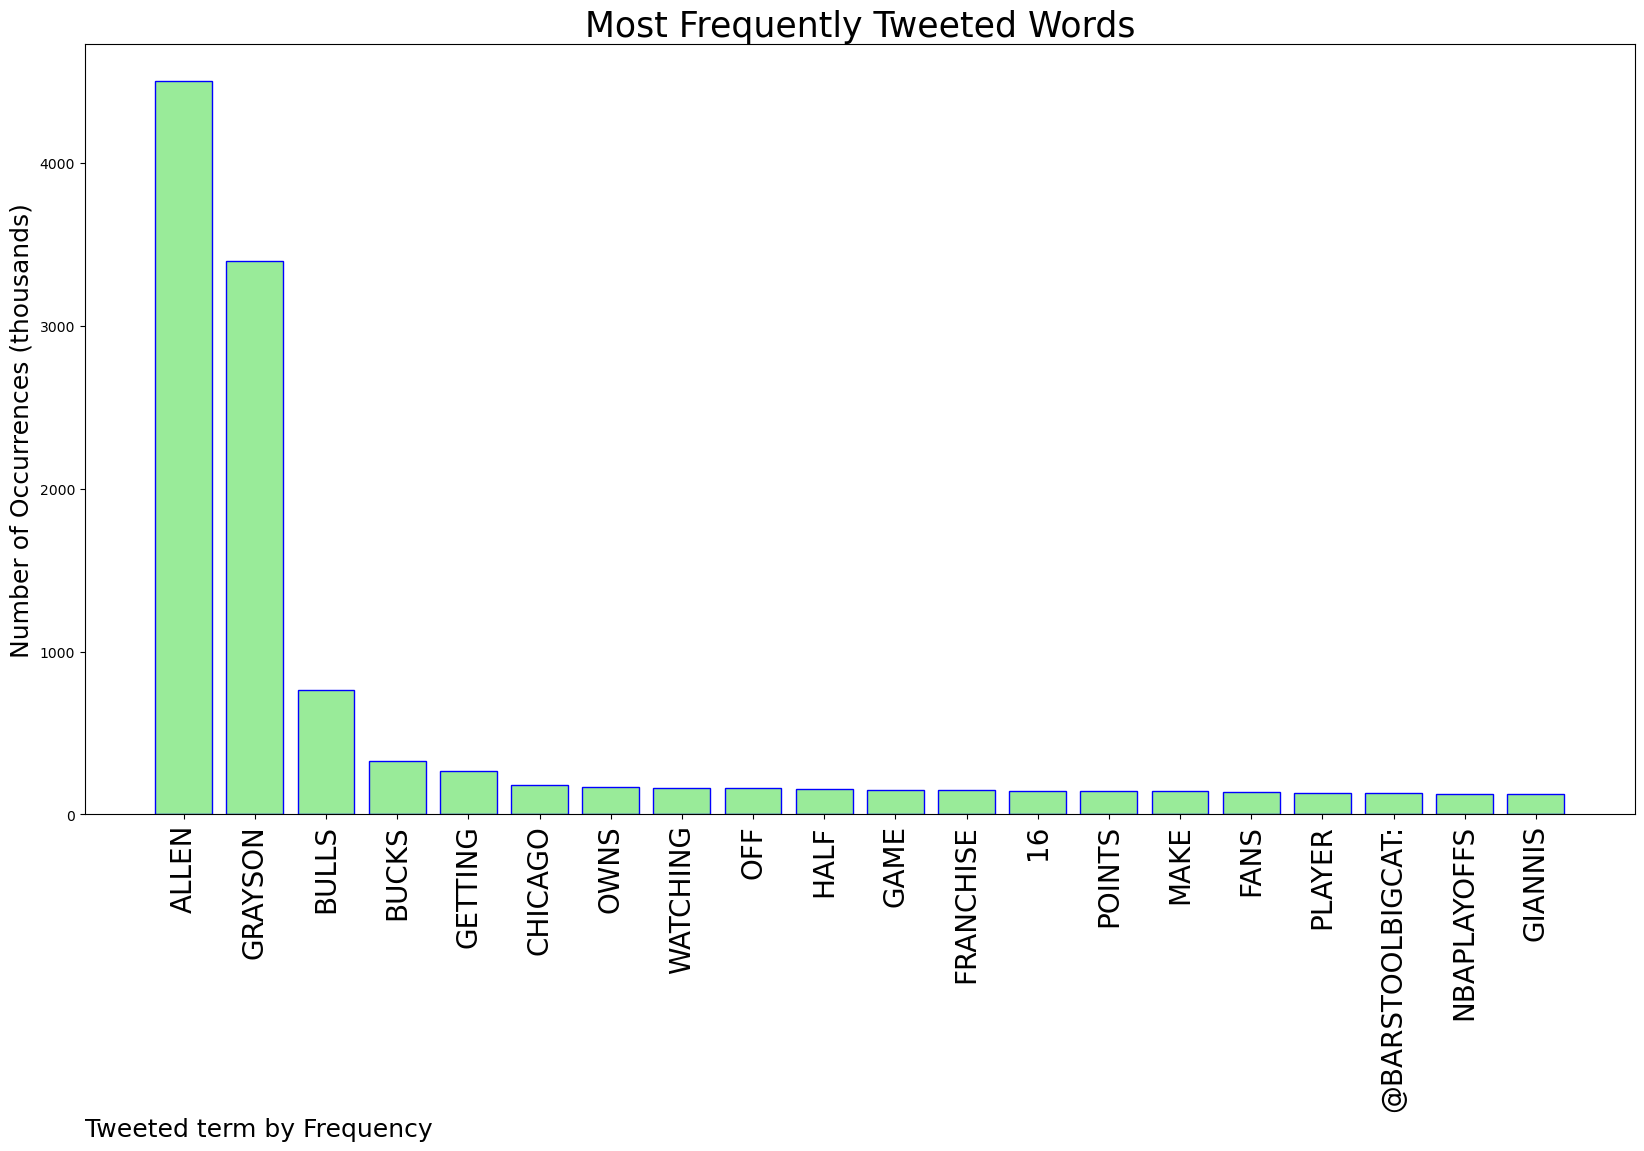 Most Frequently Tweeted Words
Number of Occurrences (thousands)
4000
3000
2000
1000
0
ALLEN
GRAYSON
BULLS
BUCKS
GETTING
CHICAGO
OWNS
WATCHING
OFF
HALF
GAME
FRANCHISE
16
POINTS
MAKE
FANS
PLAYER
@BARSTOOLBIGCAT:
NBAPLAYOFFS
GIANNIS
Tweeted term by Frequency